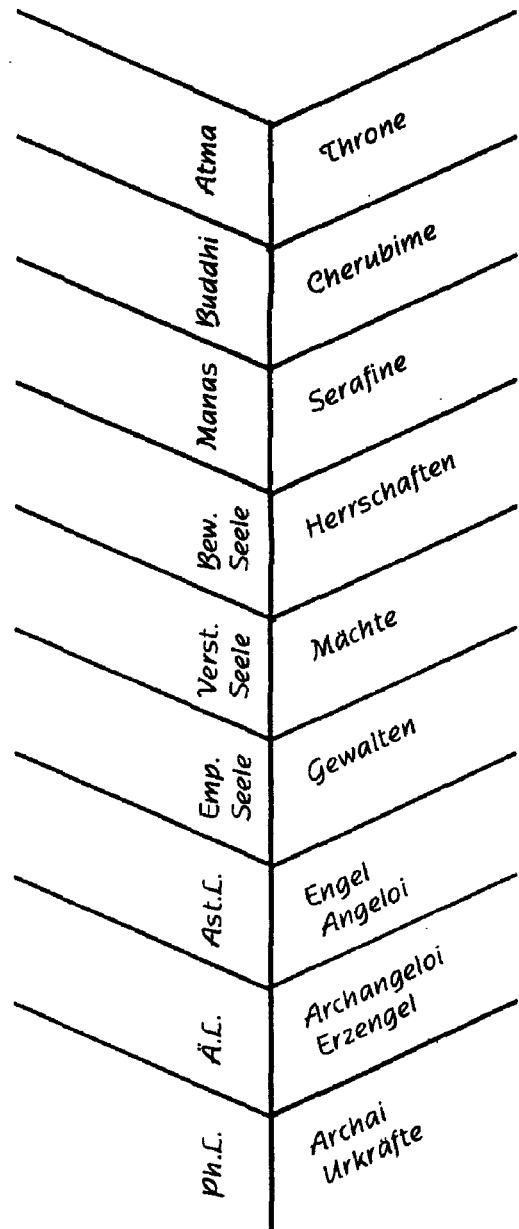 Atma
Throne
Buddhi
Cherubime
Manas
Serafine
Bew.
Seele
Herrschaften
Verst.
Seele
Mächte
Emp.
Seele
Gewalten
Ast.L.
Engel
Angeloi
Ä.L.
Archangeloi
Erzengel
Ph.L.
Archai
Urkräfte